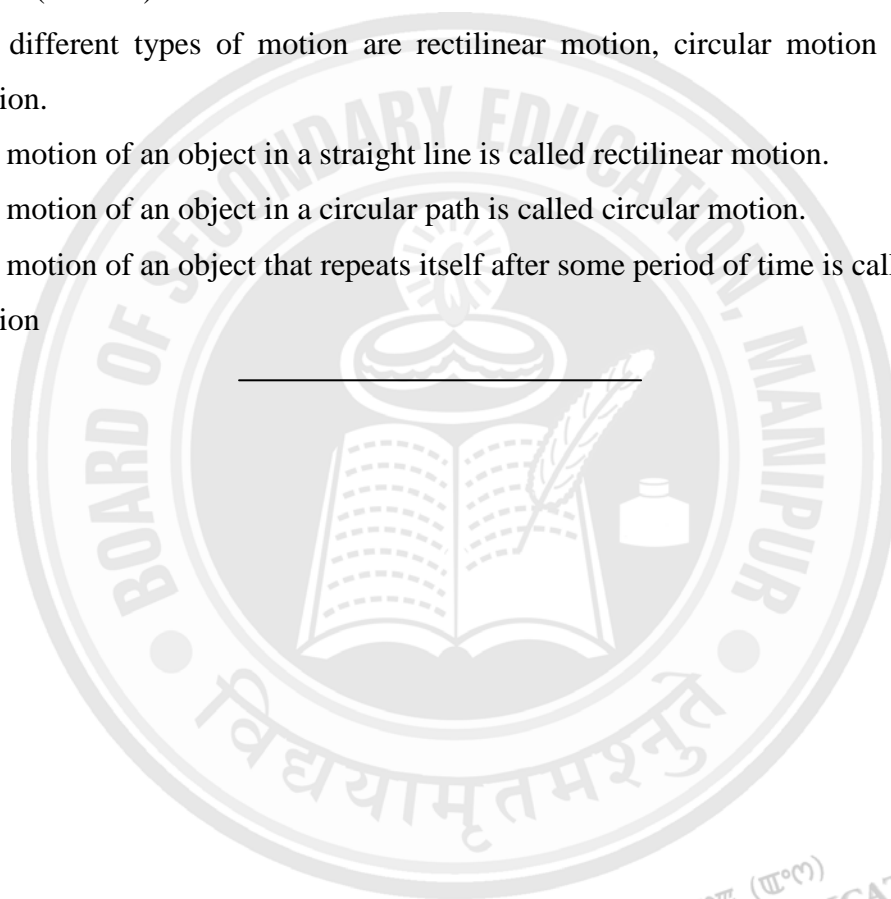 different types of motion are rectilinear motion, circular motion
ion.
motion of an object in a straight line is called rectilinear motion.
motion of an object in a circular path is called circular motion.
motion of an object that repeats itself after some period of time is call
ion
BOARD OF SECONDARY EDUCATION, MANIPUR
विद्ययामृतमश्नुते